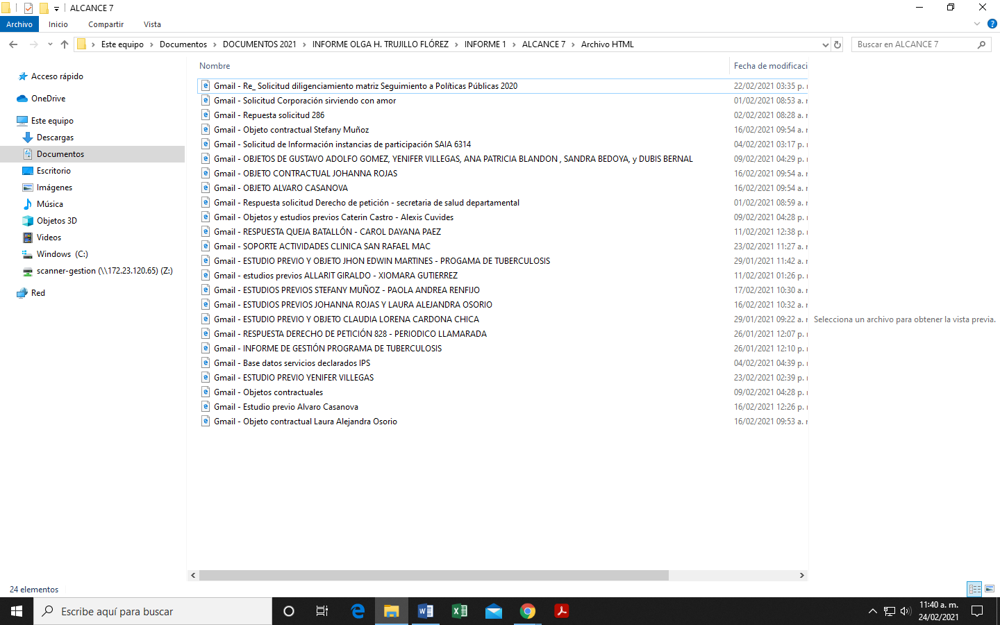 ALCANCE 7
Archivo Inicio Compartir Vista
Este equipo Documentos DOCUMENTOS 2021 INFORME OLGA H. TRUJILLO FLÓREZ INFORME 1 ALCANCE 7 Archivo HTML Buscar en ALCANCE 7
Nombre Fecha de modificaci
Acceso rápido
OneDrive
Este equipo
Descargas
Documentos
Escritorio
Imágenes
Música
Objetos 3D
Videos
Windows (C:)
scanner-gestion (\\172.23.120.65) (Z:)
Red
Gmail - Re_ Solicitud diligenciamiento matriz Seguimiento a Políticas Públicas 2020 22/02/2021 03:35 p. r
Gmail - Solicitud Corporación sirviendo con amor 01/02/2021 08:53 a. r
Gmail - Repuesta solicitud 286 02/02/2021 08:28 a. r
Gmail - Objeto contractual Stefany Muñoz 16/02/2021 09:54 a. r
Gmail - Solicitud de Información instancias de participación SAIA 6314 04/02/2021 03:17 p. r
Gmail - OBJETOS DE GUSTAVO ADOLFO GOMEZ, YENIFER VILLEGAS, ANA PATRICIA BLANDON , SANDRA BEDOYA, y DUBIS BERNAL 09/02/2021 04:29 p. r
Gmail - OBJETO CONTRACTUAL JOHANNA ROJAS 16/02/2021 09:54 a. r
Gmail - OBJETO ALVARO CASANOVA 16/02/2021 09:54 a. r
Gmail - Respuesta solicitud Derecho de petición - secretaria de salud departamental 01/02/2021 08:59 a. r
Gmail - Objetos y estudios previos Caterin Castro - Alexis Cuvides 09/02/2021 04:28 p. r
Gmail - RESPUESTA QUEJA BATALLÓN - CAROL DAYANA PAEZ 11/02/2021 12:38 p. r
Gmail - SOPORTE ACTIVIDADES CLINICA SAN RAFAEL MAC 23/02/2021 11:27 a. r
Gmail - ESTUDIO PREVIO Y OBJETO JHON EDWIN MARTINES - PROGAMA DE TUBERCULOSIS 29/01/2021 11:42 a. r
Gmail - estudios previos ALLARIT GIRALDO - XIOMARA GUTIERREZ 11/02/2021 01:26 p. r
Gmail - ESTUDIOS PREVIOS STEFANY MUÑOZ - PAOLA ANDREA RENFIJO 17/02/2021 10:30 a. r
Gmail - ESTUDIOS PREVIOS JOHANNA ROJAS Y LAURA ALEJANDRA OSORIO 16/02/2021 10:32 a. r
Gmail - ESTUDIO PREVIO Y OBJETO CLAUDIA LORENA CARDONA CHICA 29/01/2021 09:22 a. r
Gmail - RESPUESTA DERECHO DE PETICIÓN 828 - PERIODICO LLAMARADA 26/01/2021 12:07 p. r
Gmail - INFORME DE GESTIÓN PROGRAMA DE TUBERCULOSIS 26/01/2021 12:10 p. r
Gmail - Base datos servicios declarados IPS 04/02/2021 04:39 p. r
Gmail - ESTUDIO PREVIO YENIFER VILLEGAS 23/02/2021 02:39 p. r
Gmail - Objetos contractuales 09/02/2021 04:28 p. r
Gmail - Estudio previo Alvaro Casanova 16/02/2021 12:26 p. r
Gmail - Objeto contractual Laura Alejandra Osorio 16/02/2021 09:53 a. r
Selecciona un archivo para obtener la vista previa.
24 elementos
Escribe aquí para buscar
11:40 a. m.
24/02/2021